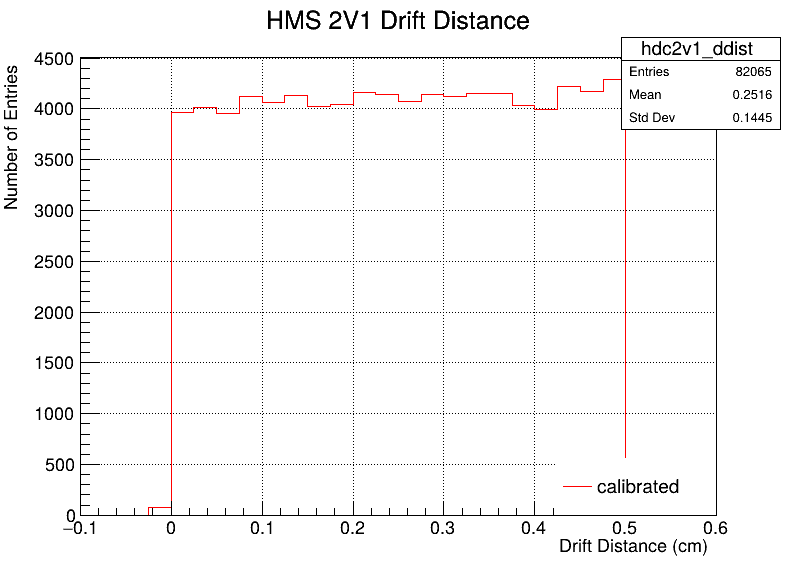 HMS 2V1 Drift Distance
hdc2v1_ddist
Entries 82065
Mean 0.2516
Std Dev 0.1445
Number of Entries
4500
4000
3500
3000
2500
2000
1500
1000
500
0
calibrated
−0.1 0 0.1 0.2 0.3 0.4 0.5 0.6
Drift Distance (cm)